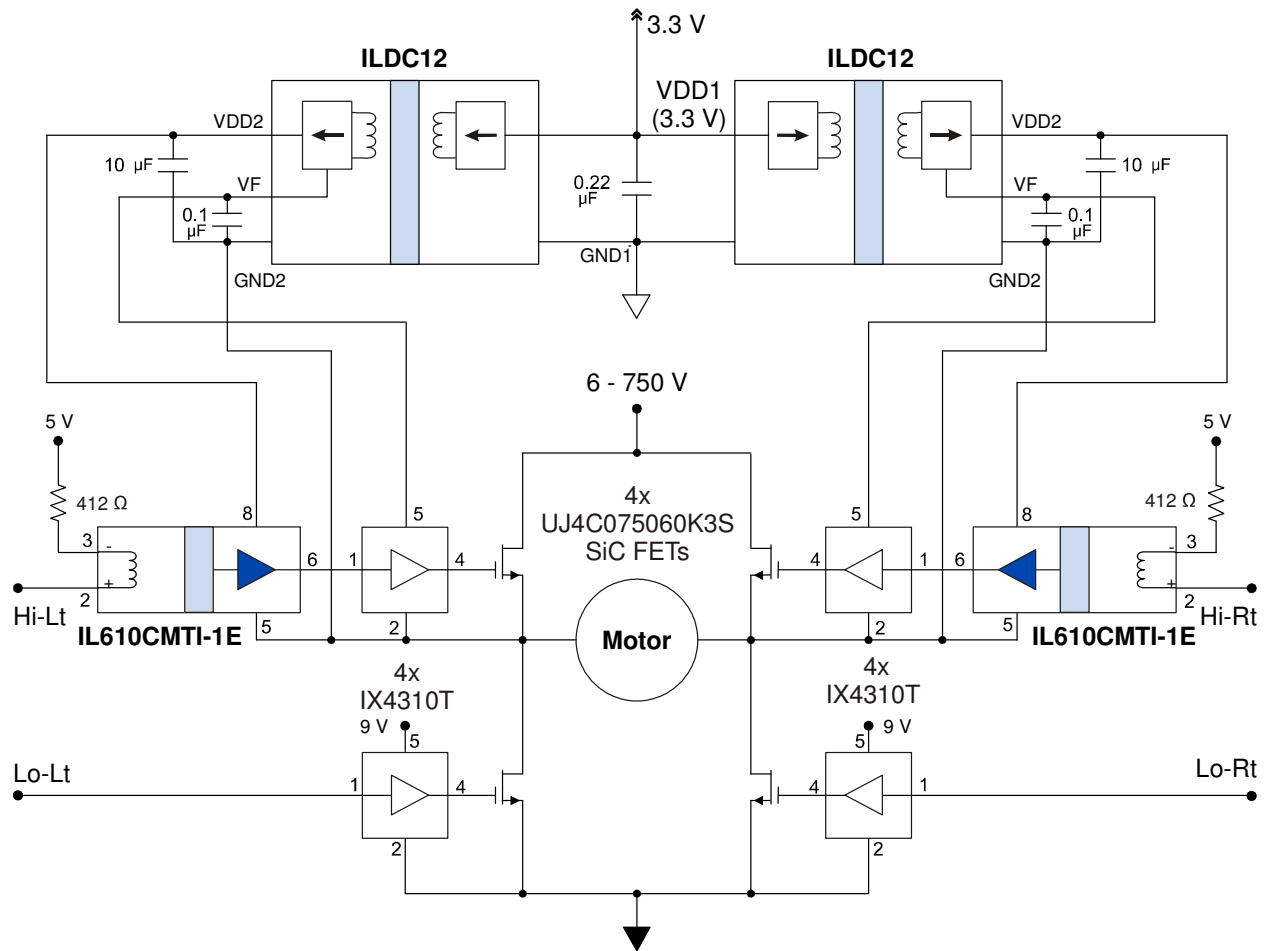 3.3 V
ILDC12
ILDC12
VDD1
(3.3 V)
VDD2
VDD2
10 µF
10 µF
VF
VF
0.22
µF
0.1
µF
0.1
µF
GND1
GND2
GND2
6 - 750 V
5 V
5 V
412 Ω
412 Ω
4x
UJ4C075060K3S
SiC FETs
8
5
5
8
3
-
+
2
6
1
4
4
1
6
-
3
+
2
Hi-Lt
Hi-Rt
IL610CMTI-1E
5
2
Motor
2
5
IL610CMTI-1E
4x
IX4310T
4x
IX4310T
9 V
5
9 V
5
Lo-Lt
1
4
4
1
Lo-Rt
2
2